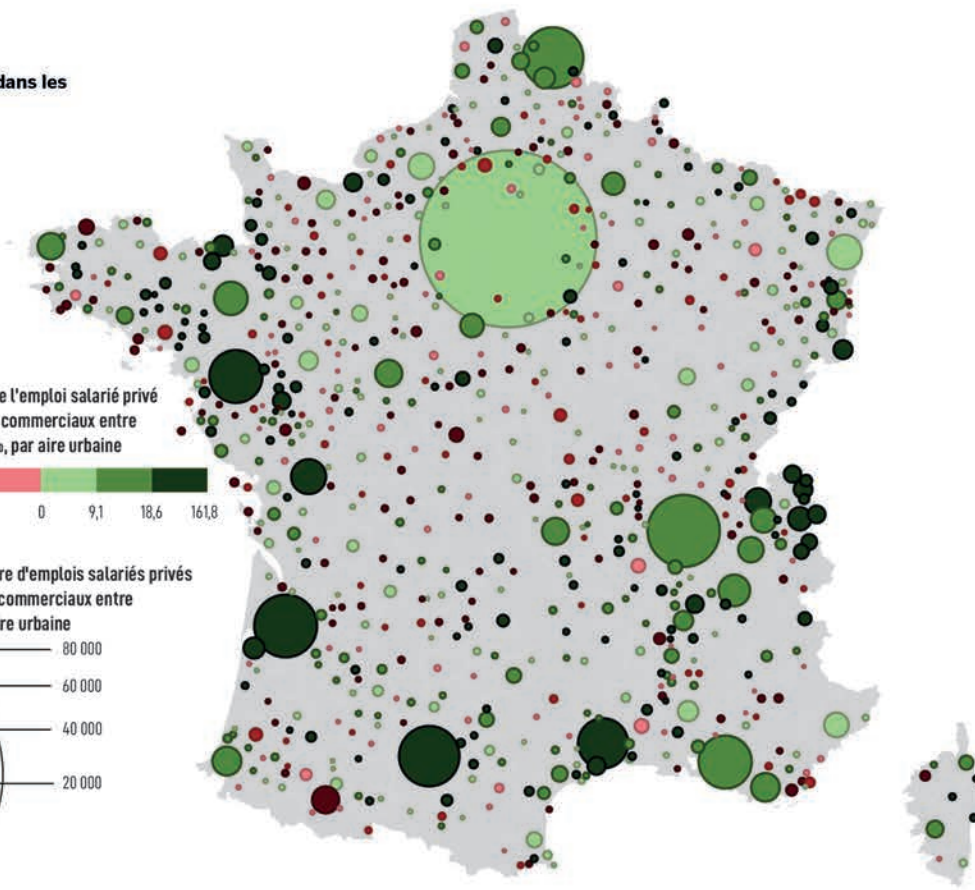 dans les
e l'emploi salarié privé
commerciaux entre
, par aire urbaine
0 9,1 18,6 161,8
re d'emplois salariés privés
commerciaux entre
re urbaine
80 000
60 000
40 000
20 000